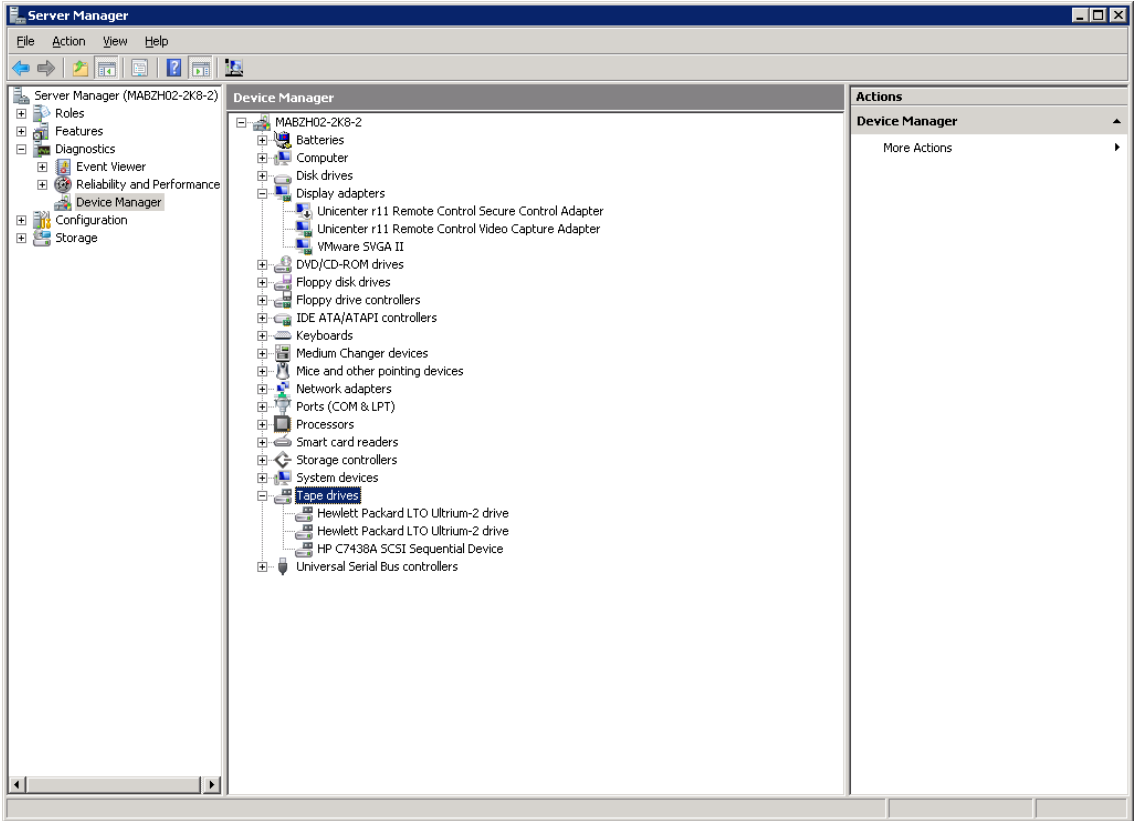 Server Manager
File Action View Help
Server Manager (MABZH02-2K8-2)
Roles
Features
Diagnostics
Event Viewer
Reliability and Performance
Device Manager
Configuration
Storage
Device Manager
MABZH02-2K8-2
Batteries
Computer
Disk drives
Display adapters
Unicenter r11 Remote Control Secure Control Adapter
Unicenter r11 Remote Control Video Capture Adapter
VMware SVGA II
DVD/CD-ROM drives
Floppy disk drives
Floppy drive controllers
IDE ATA/ATAPI controllers
Keyboards
Medium Changer devices
Mice and other pointing devices
Network adapters
Ports (COM & LPT)
Processors
Smart card readers
Storage controllers
System devices
Tape drives
Hewlett Packard LTO Ultrium-2 drive
Hewlett Packard LTO Ultrium-2 drive
HP C7438A SCSI Sequential Device
Universal Serial Bus controllers
Actions
Device Manager
More Actions